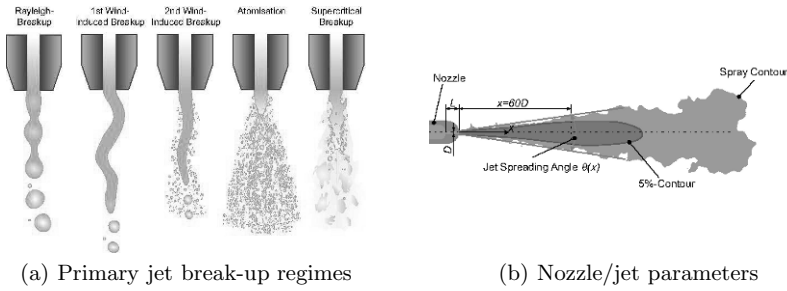 Rayleigh-
Breakup
1st Wind-
Induced Breakup
2nd Wind-
Induced Breakup
Atomisation
Supercritical
Breakup
(a) Primary jet break-up regimes
Nozzle
L
x=60D
Spray Contour
X
D
Jet Spreading Angle θ(x)
5%-Contour
(b) Nozzle/jet parameters